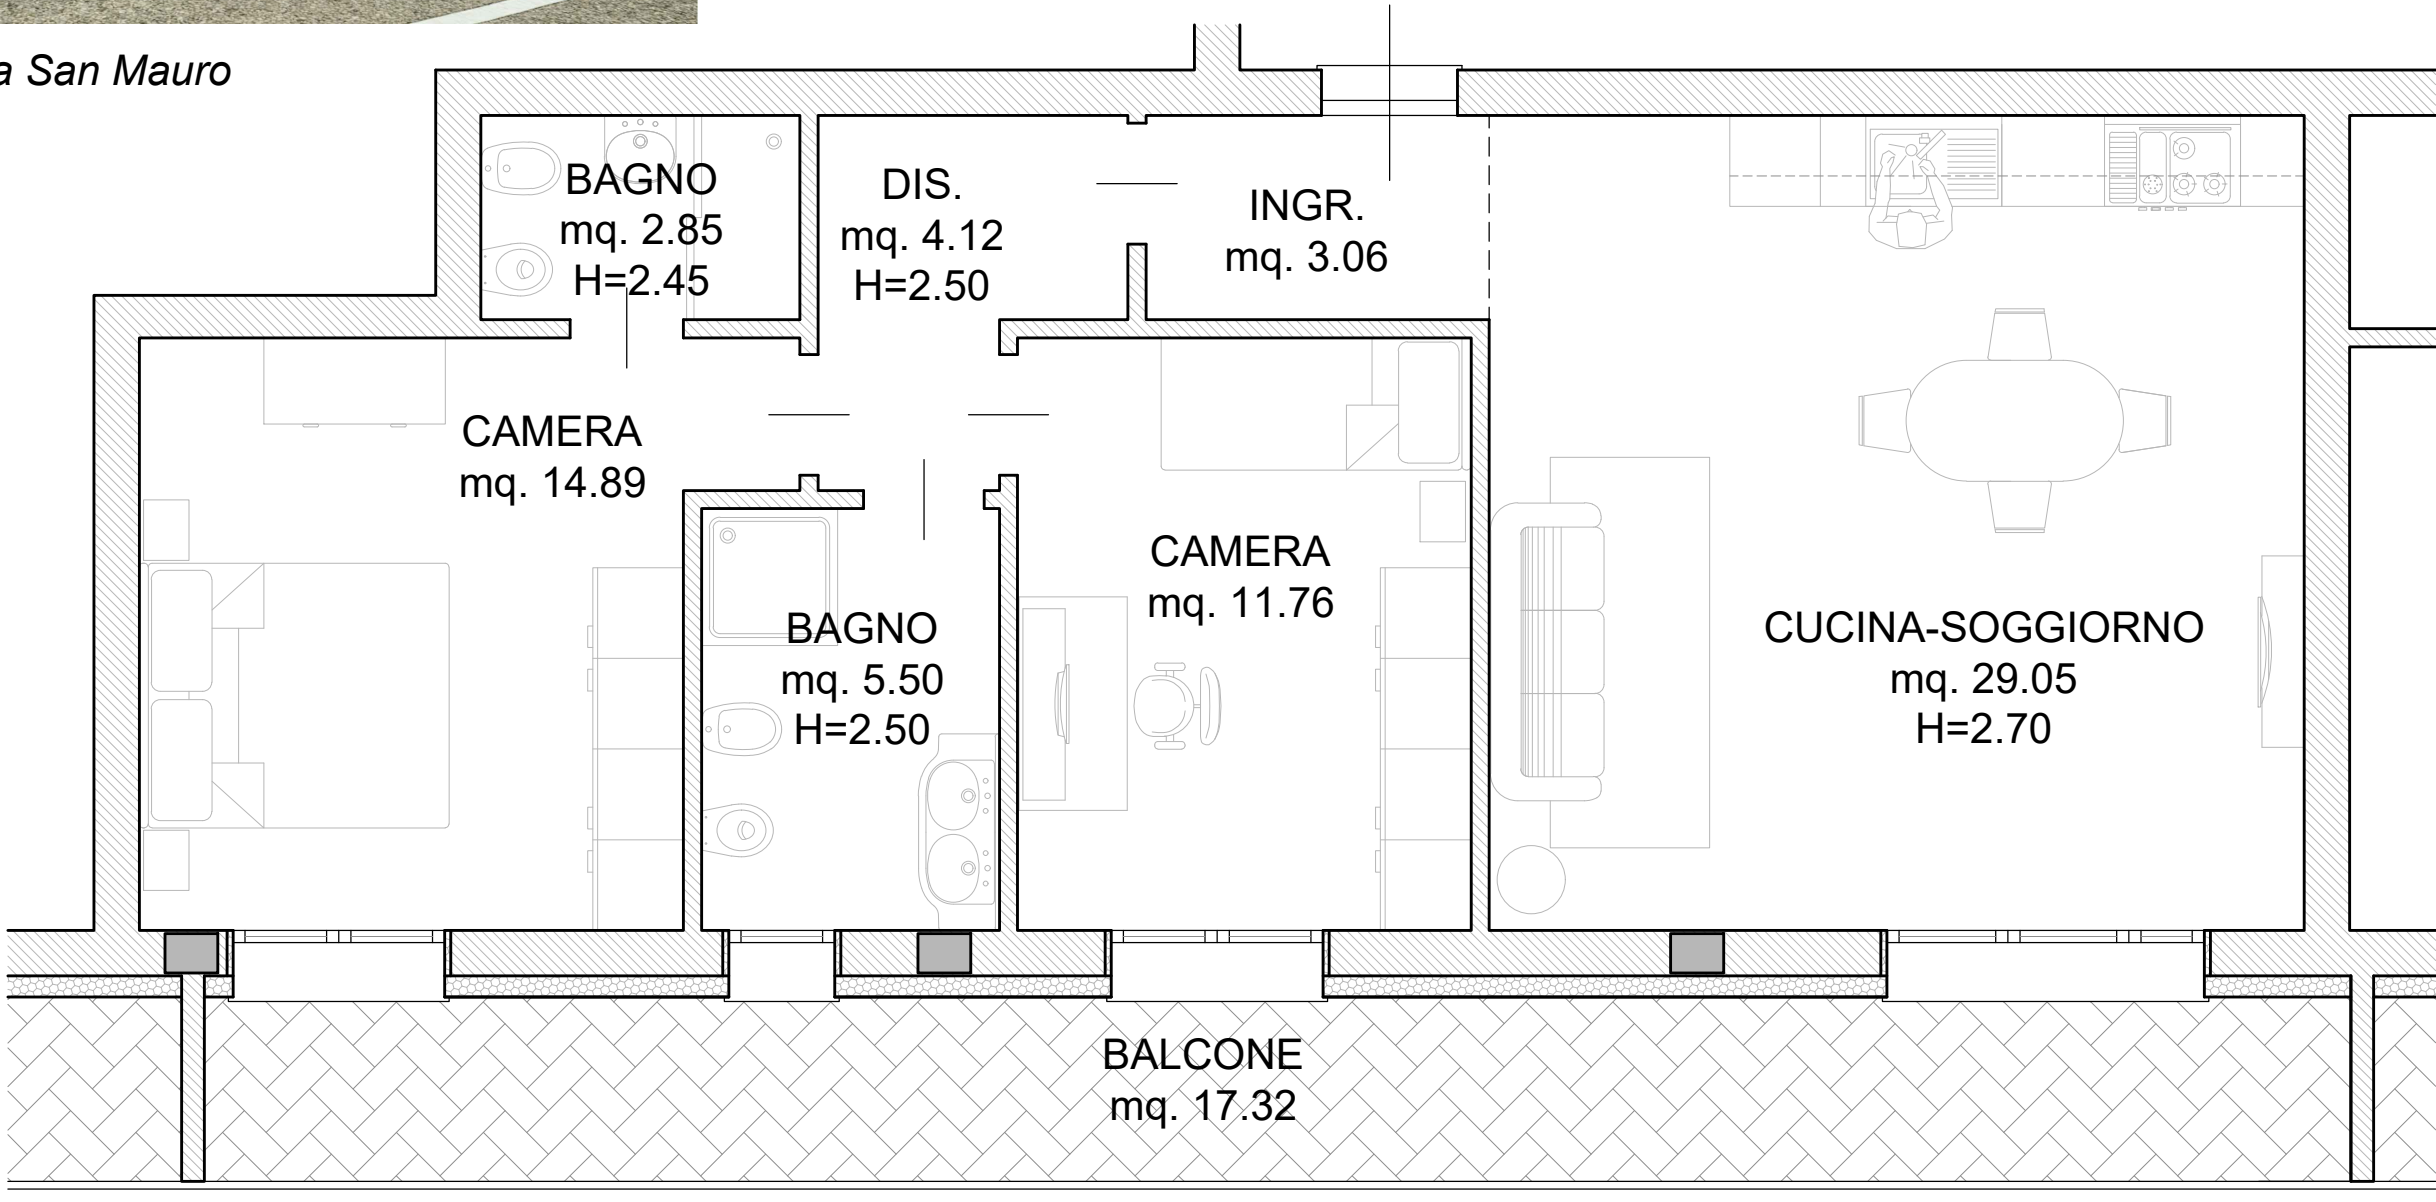 a San Mauro
BAGNO
mq. 2.85
H=2.45
DIS.
mq. 4.12
H=2.50
INGR.
mq. 3.06
CAMERA
mq. 14.89
CAMERA
mq. 11.76
BAGNO
mq. 5.50
H=2.50
CUCINA-SOGGIORNO
mq. 29.05
H=2.70
BALCONE
mq. 17.32